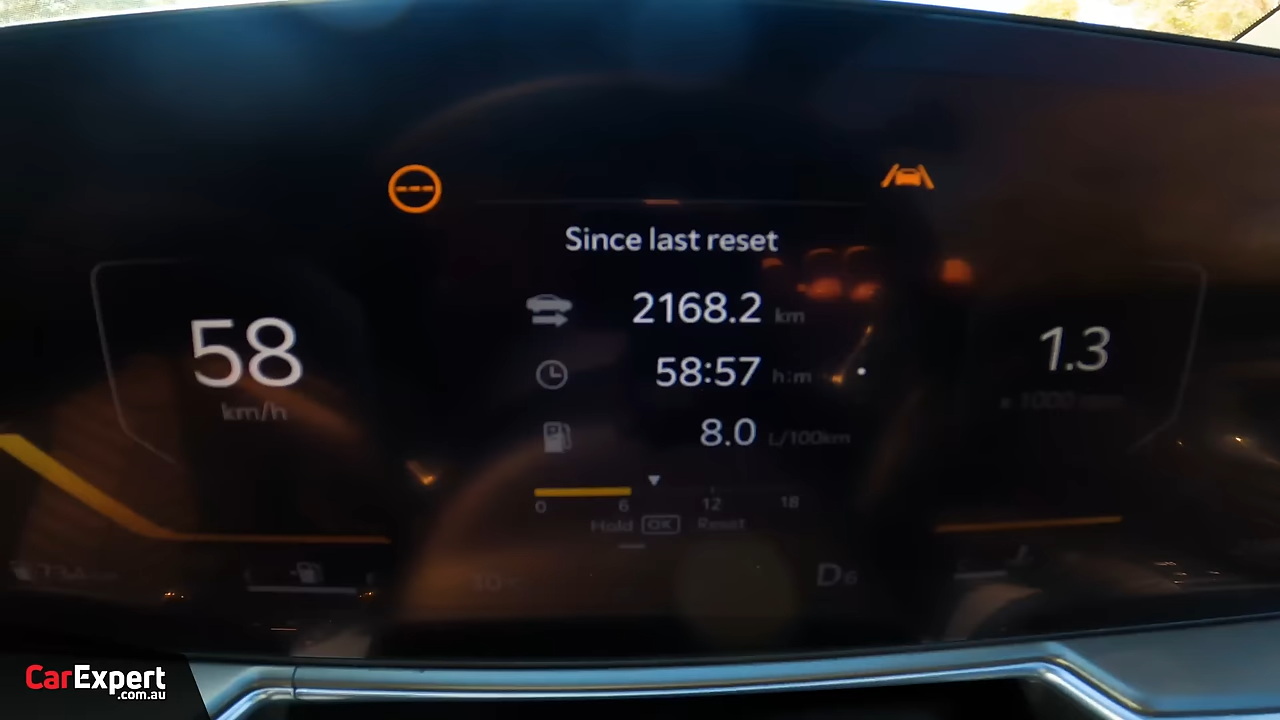 Since last reset
2168.2 km
58:57 h:m
8.0 L/100km
0 6 12 18
Hold OK Reset
58
km/h
1.3
x 1000
D6
CarExpert
.com.au